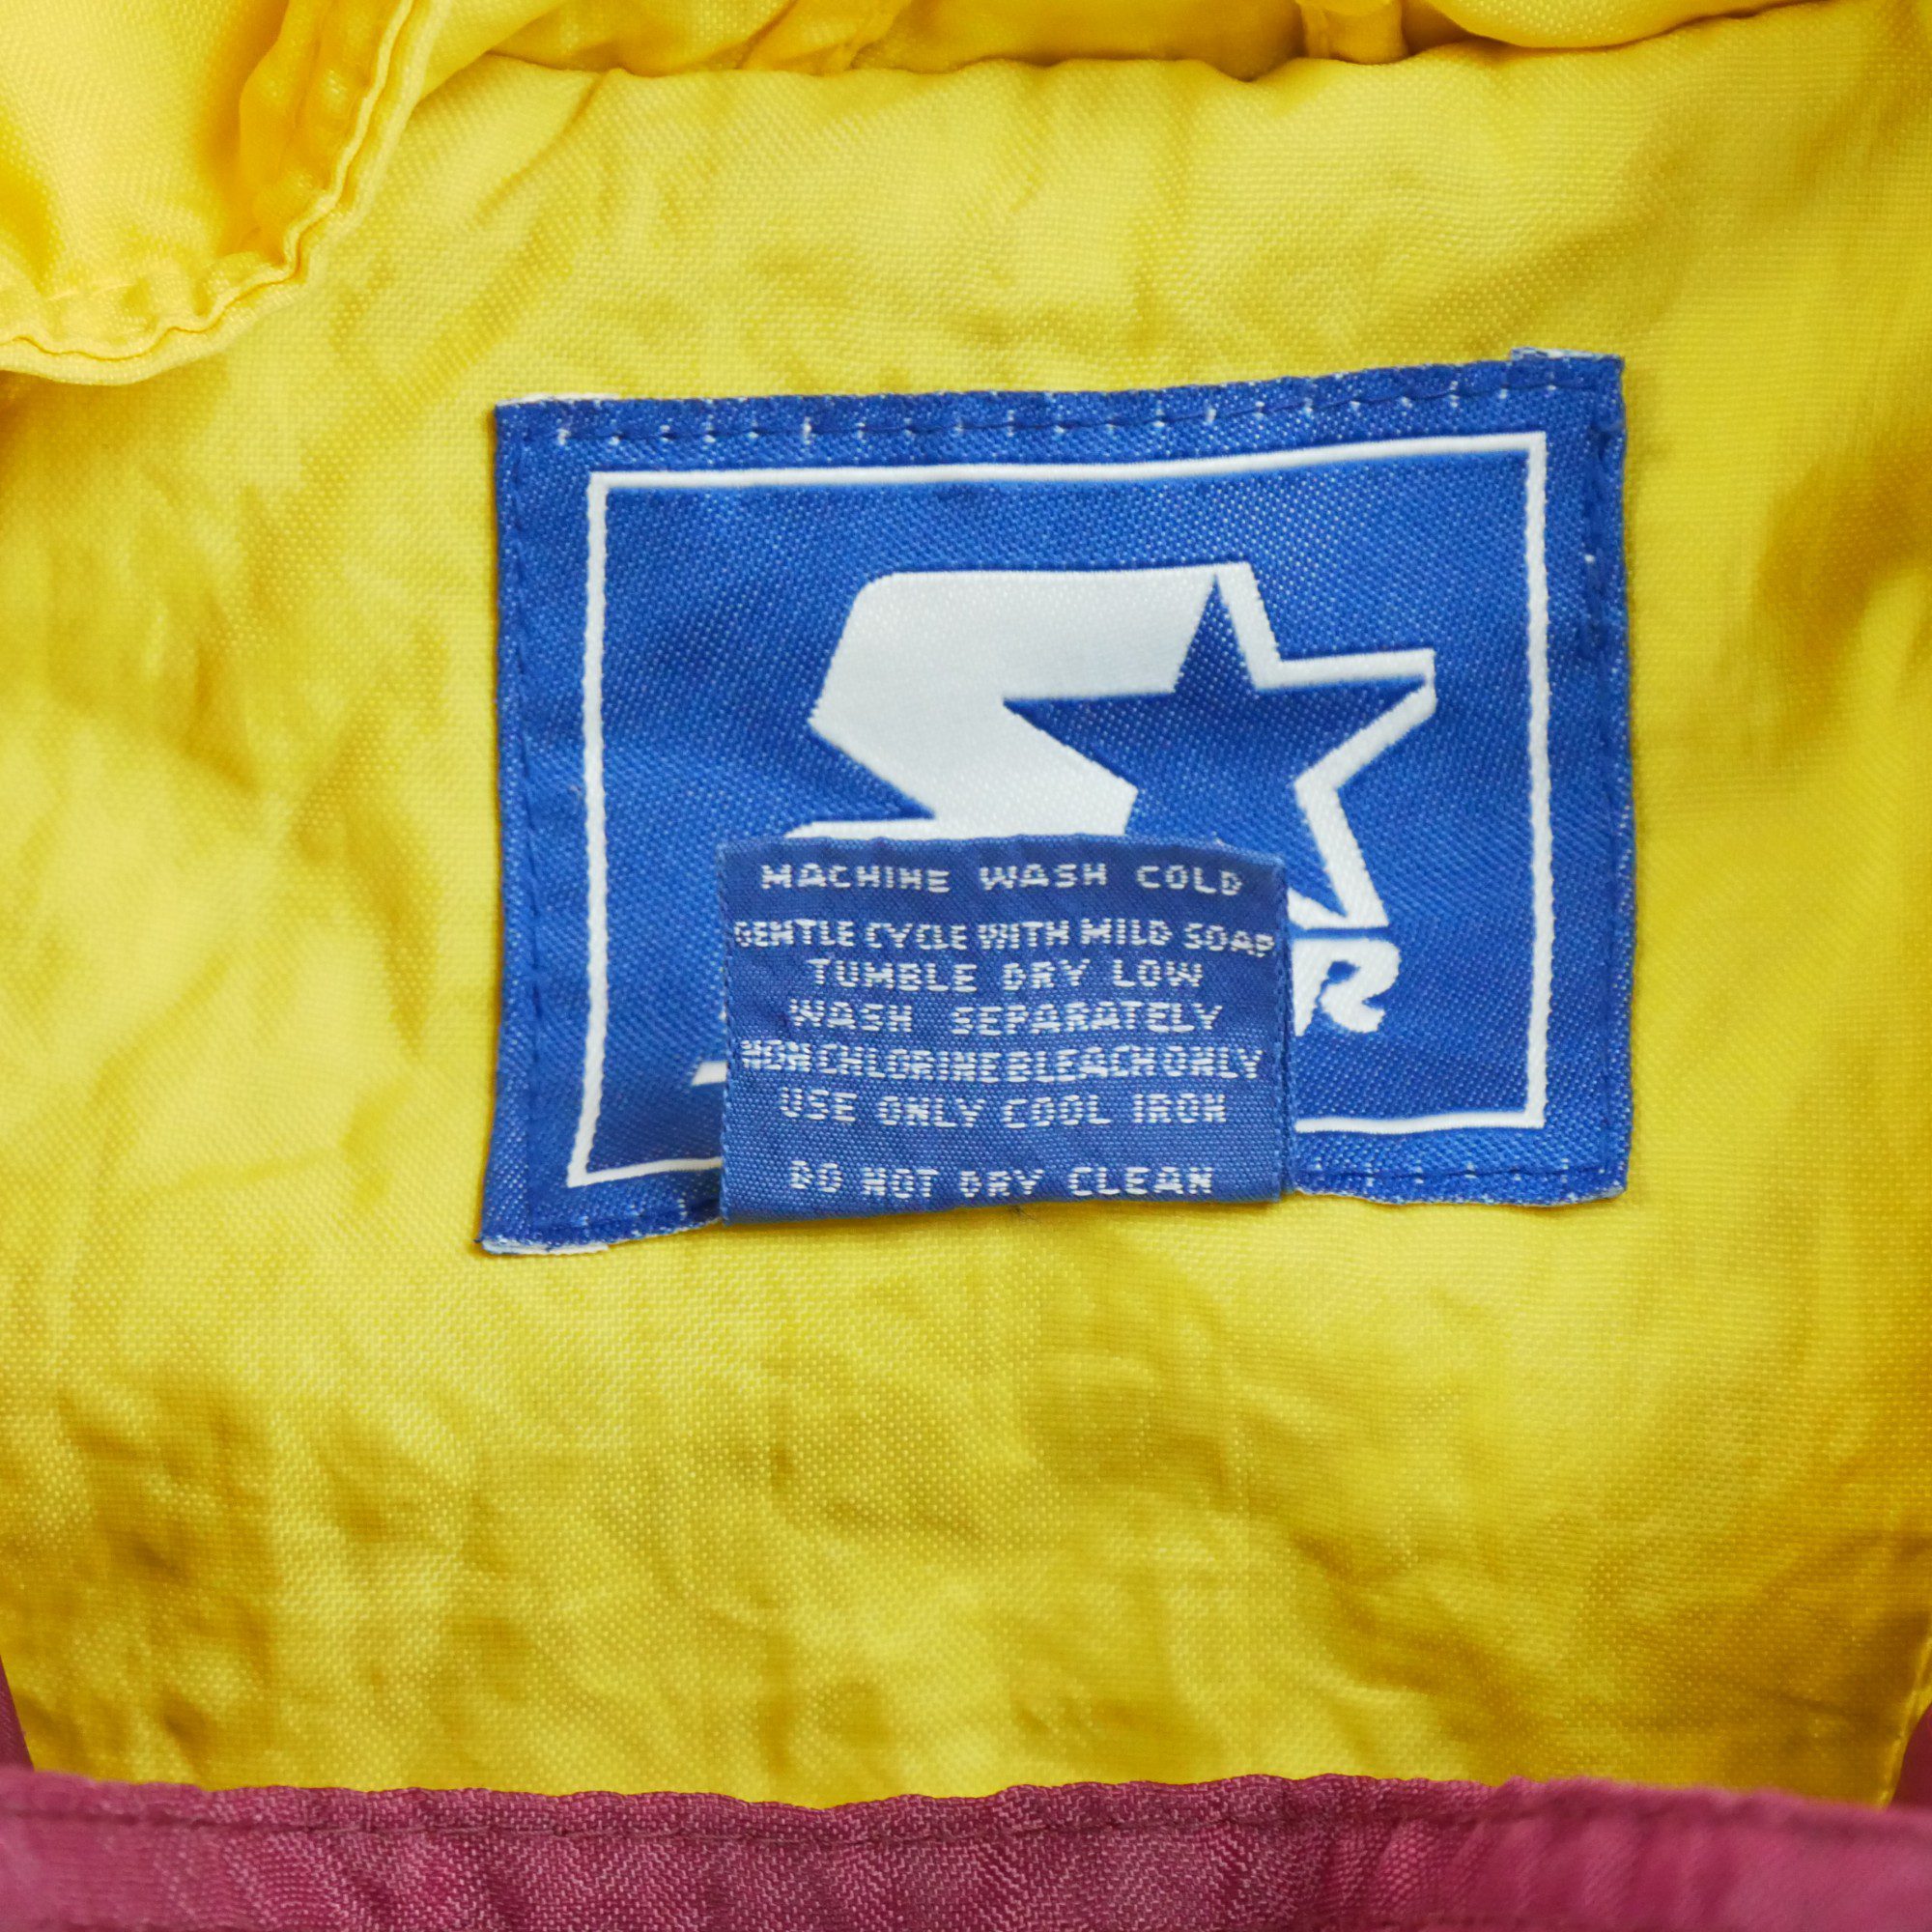 MACHINE WASH COLD
GENTLE CYCLE WITH MILD SOAP
TUMBLE DRY LOW
WASH SEPARATELY
NON CHLORINE BLEACH ONLY
USE ONLY COOL IRON
DO NOT DRY CLEAN
R